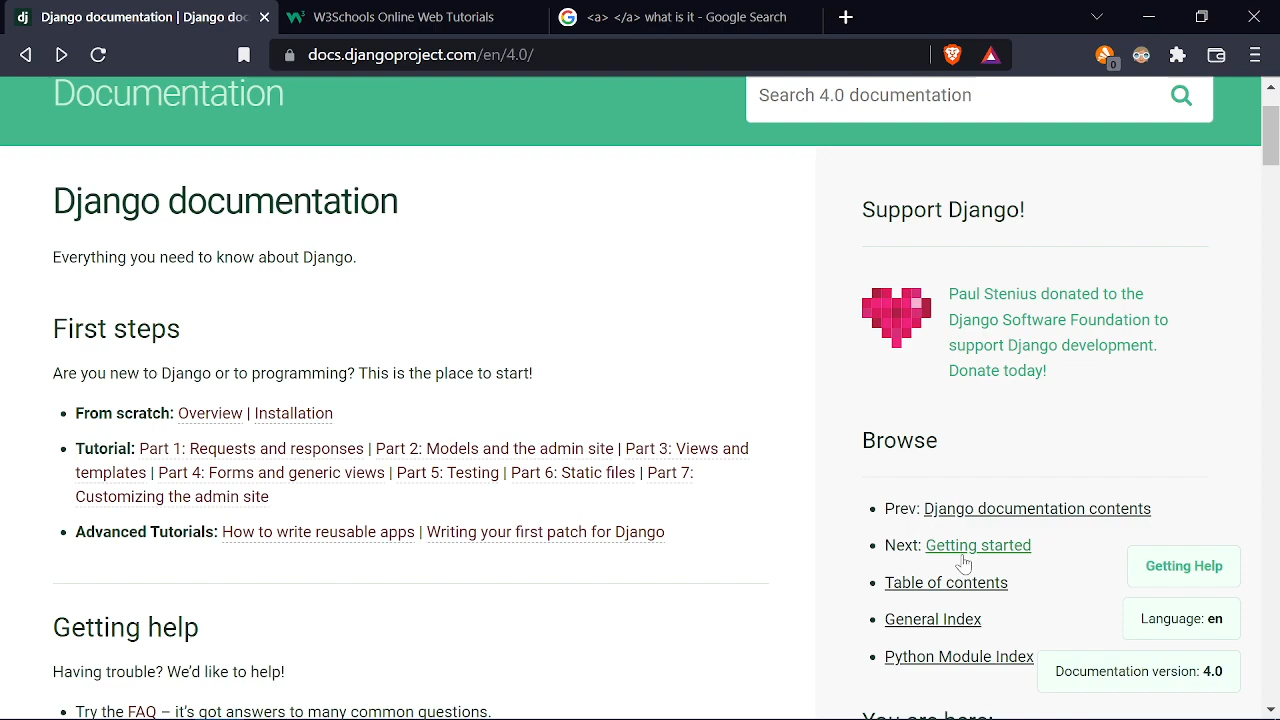 Django documentation | Django doc
W3Schools Online Web Tutorials
<a> </a> what is it - Google Search
docs.djangoproject.com/en/4.0/
0
Documentation
Search 4.0 documentation
Django documentation
Everything you need to know about Django.
First steps
Are you new to Django or to programming? This is the place to start!
From scratch: Overview | Installation
Tutorial: Part 1: Requests and responses | Part 2: Models and the admin site | Part 3: Views and
templates | Part 4: Forms and generic views | Part 5: Testing | Part 6: Static files | Part 7:
Customizing the admin site
Advanced Tutorials: How to write reusable apps | Writing your first patch for Django
Getting help
Having trouble? We'd like to help!
Try the FAQ – it's got answers to many common questions.
Support Django!
Paul Stenius donated to the
Django Software Foundation to
support Django development.
Donate today!
Browse
Prev: Django documentation contents
Next: Getting started
Table of contents
General Index
Python Module Index
You are here:
Getting Help
Language: en
Documentation version: 4.0